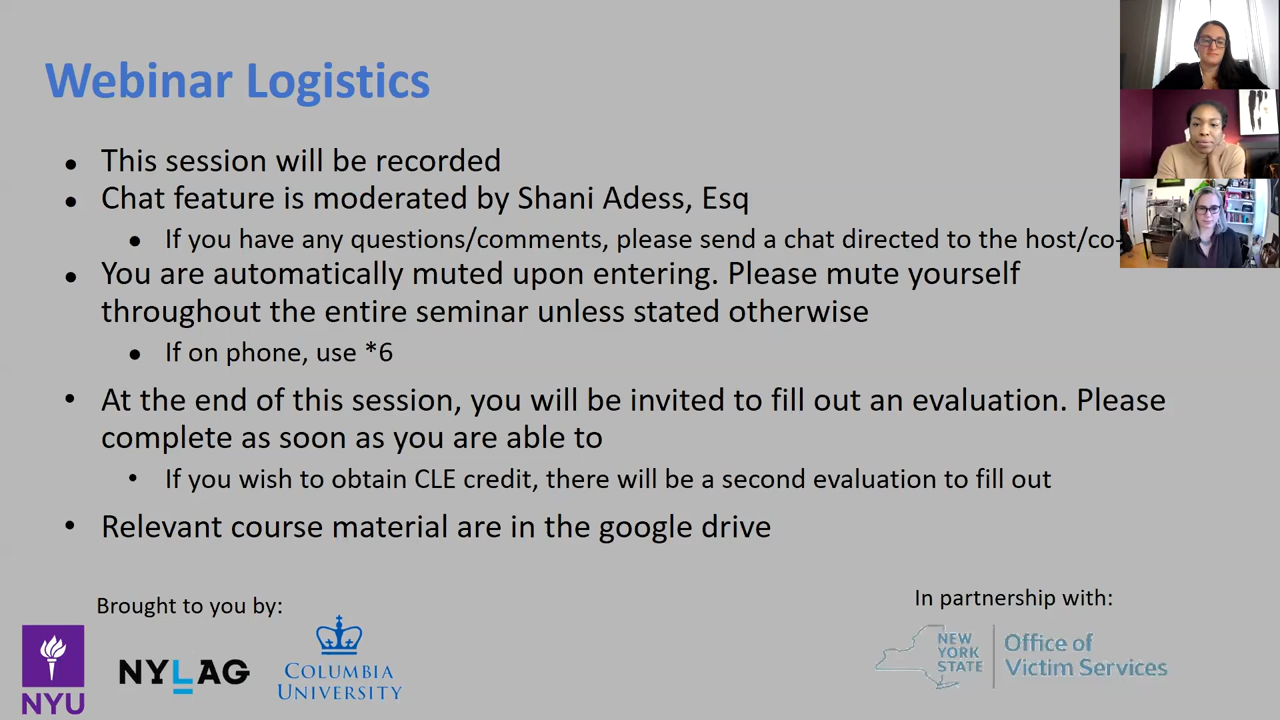 Webinar Logistics
• This session will be recorded
• Chat feature is moderated by Shani Adess, Esq
• If you have any questions/comments, please send a chat directed to the host/co-
• You are automatically muted upon entering. Please mute yourself
throughout the entire seminar unless stated otherwise
• If on phone, use *6
• At the end of this session, you will be invited to fill out an evaluation. Please
complete as soon as you are able to
• If you wish to obtain CLE credit, there will be a second evaluation to fill out
• Relevant course material are in the google drive
Brought to you by:
NYU
NYLAG
COLUMBIA
UNIVERSITY
In partnership with:
NEW
YORK
STATE
Office of
Victim Services